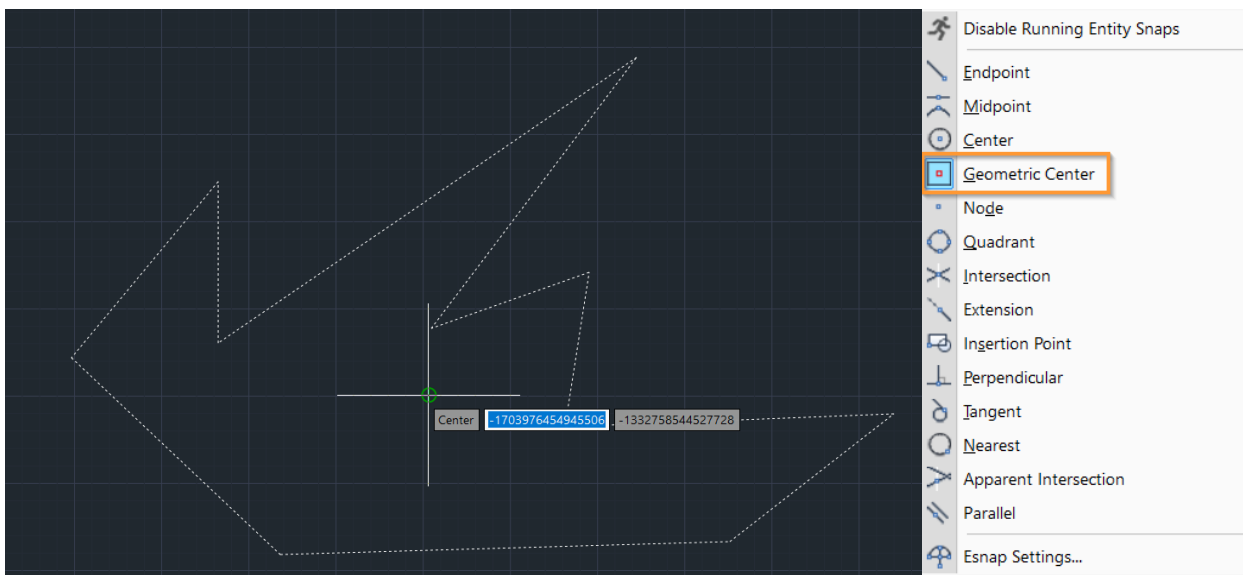 Disable Running Entity Snaps
Endpoint
Midpoint
Center
Geometric Center
Node
Quadrant
Intersection
Extension
Insertion Point
Perpendicular
Tangent
Nearest
Apparent Intersection
Parallel
Esnap Settings...
Center -1703976454945506 -1332758544527728